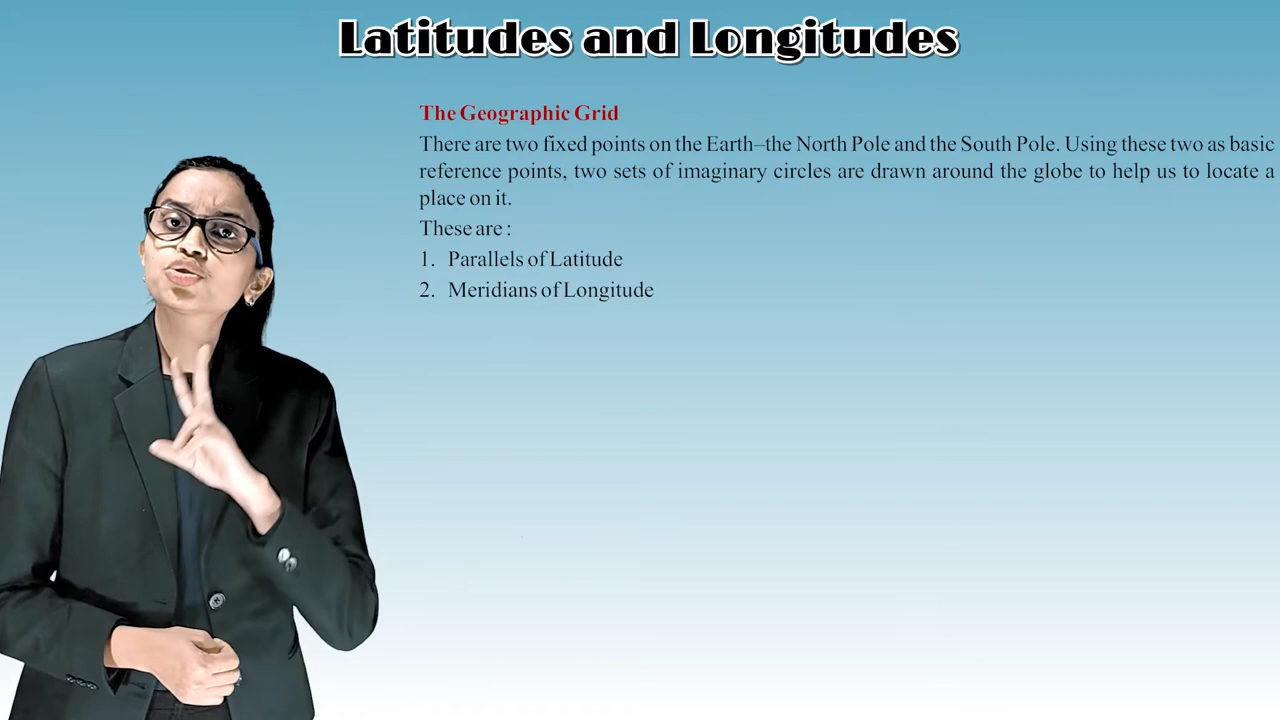 Latitudes and Longitudes
The Geographic Grid
There are two fixed points on the Earth–the North Pole and the South Pole. Using these two as basic
reference points, two sets of imaginary circles are drawn around the globe to help us to locate a
place on it.
These are :
1. Parallels of Latitude
2. Meridians of Longitude